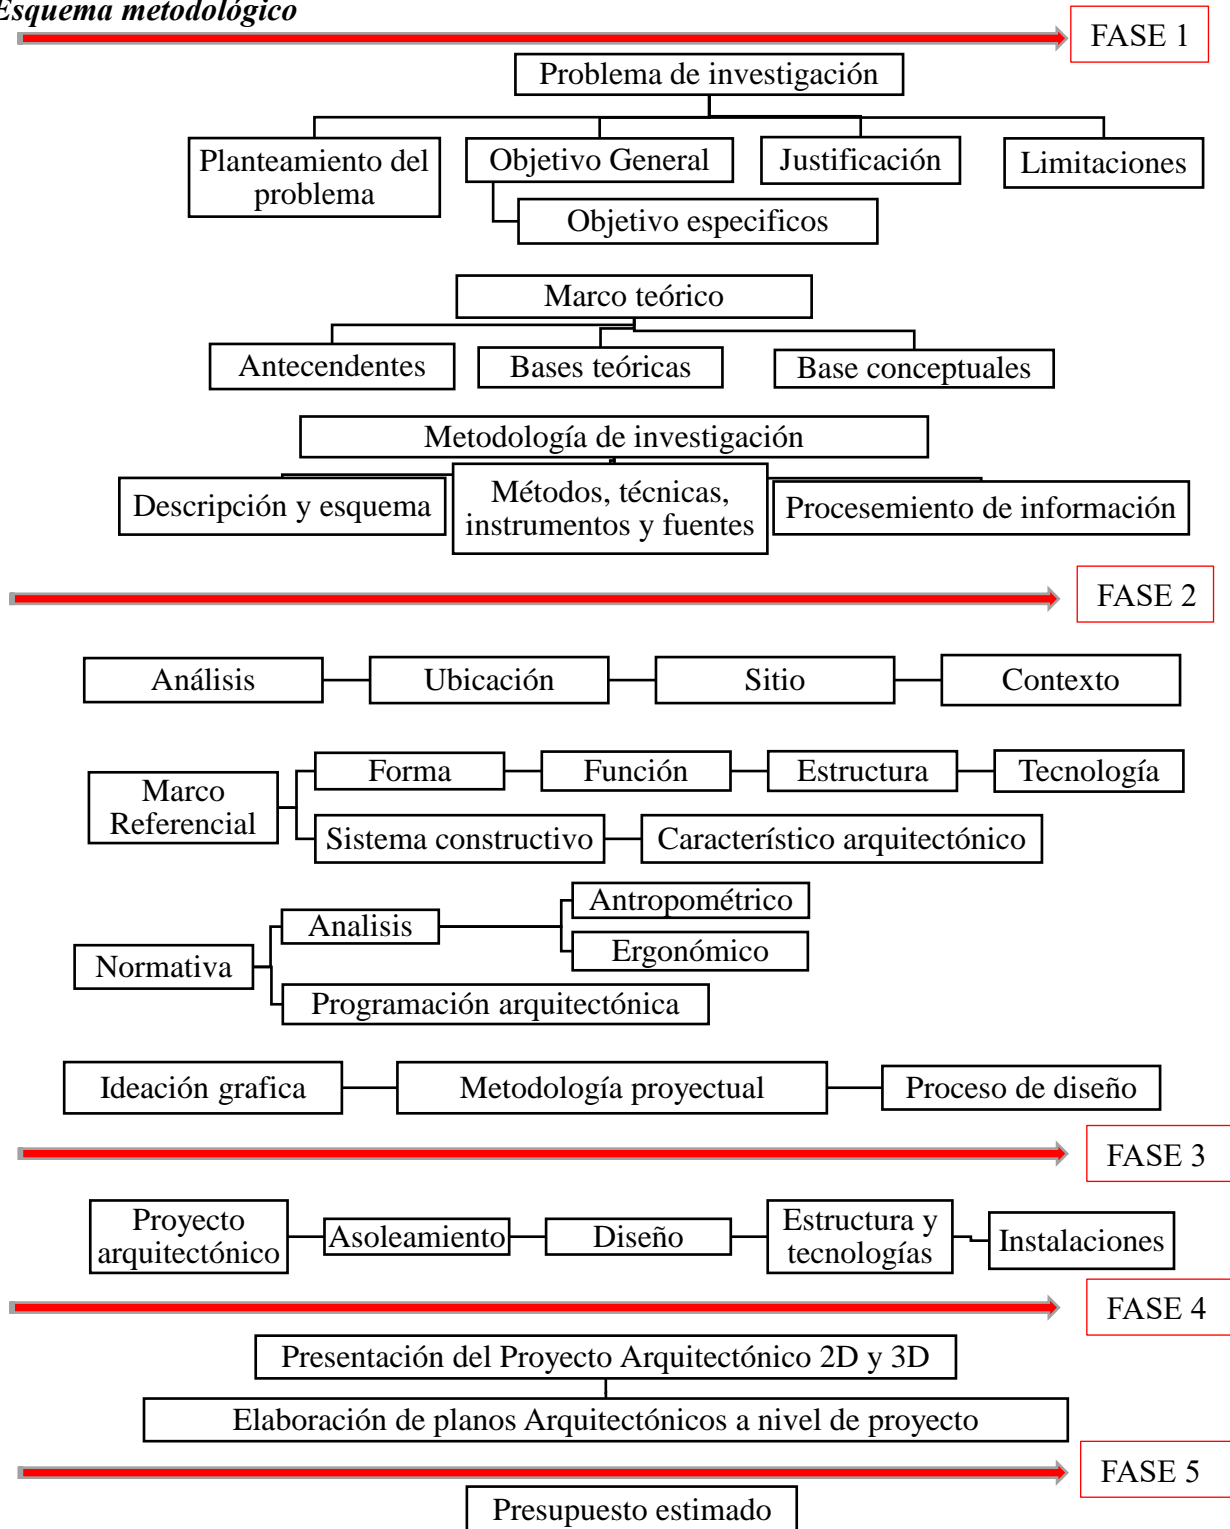 Esquema metodológico
FASE 1
Problema de investigación
Planteamiento del
problema
Objetivo General
Justificación
Limitaciones
Objetivo especificos
Marco teórico
Antecendentes
Bases teóricas
Base conceptuales
Metodología de investigación
Descripción y esquema
Métodos, técnicas,
instrumentos y fuentes
Procesemiento de información
FASE 2
Análisis
Ubicación
Sitio
Contexto
Marco
Referencial
Forma
Función
Estructura
Tecnología
Sistema constructivo
Característico arquitectónico
Normativa
Analisis
Antropométrico
Ergonómico
Programación arquitectónica
Ideación grafica
Metodología proyectual
Proceso de diseño
FASE 3
Proyecto
arquitectónico
Asoleamiento
Diseño
Estructura y
tecnologías
Instalaciones
FASE 4
Presentación del Proyecto Arquitectónico 2D y 3D
Elaboración de planos Arquitectónicos a nivel de proyecto
FASE 5
Presupuesto estimado